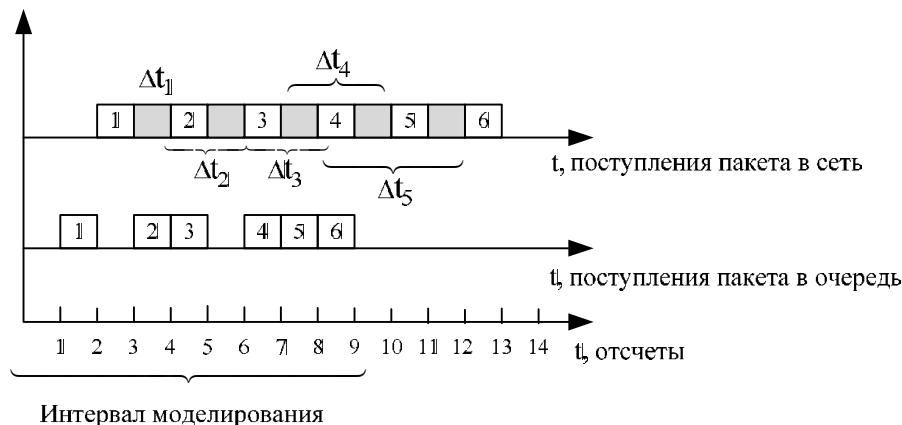 Δt4
Δt1
1 2 3 4 5 6
t, поступления пакета в сеть
Δt2 Δt3
Δt5
1 2 3 4 5 6
t, поступления пакета в очередь
1 2 3 4 5 6 7 8 9 10 11 12 13 14
t, отсчеты
Интервал моделирования